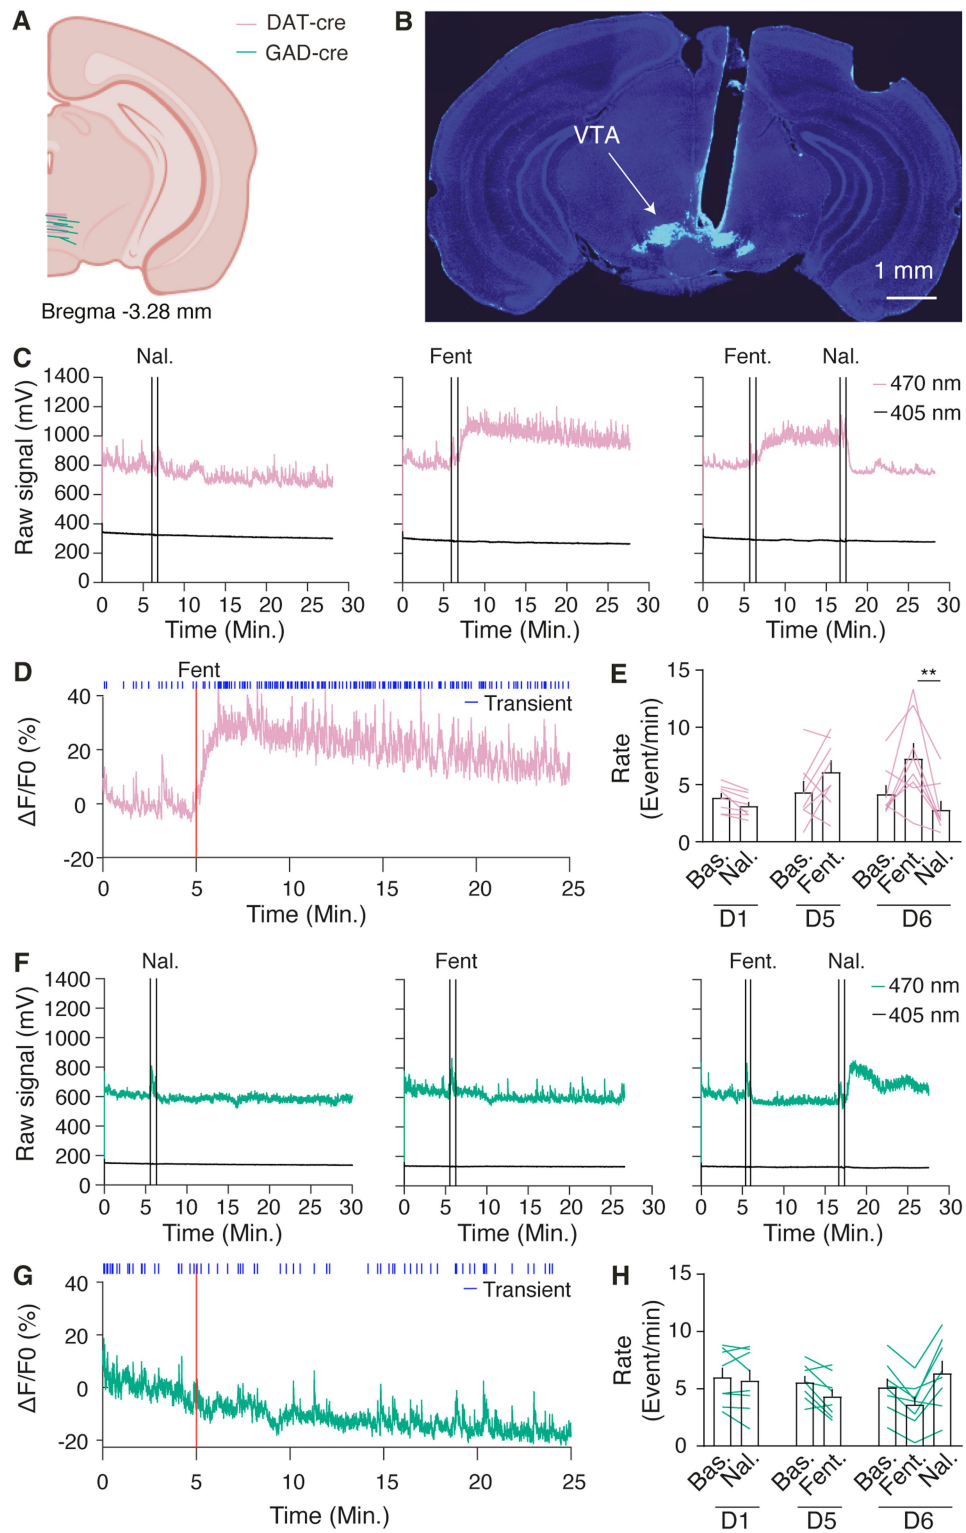 A
DAT-cre
GAD-cre
Bregma -3.28 mm
B
VTA
1 mm
C
Nal.
Fent
Fent.
Nal.
470 nm
405 nm
Raw signal (mV)
1400
1200
1000
800
600
400
200
0
0 5 10 15 20 25 30
0 5 10 15 20 25 30
0 5 10 15 20 25 30
Time (Min.)
Time (Min.)
Time (Min.)
D
Fent
Transient
ΔF/F0 (%)
40
20
0
-20
0 5 10 15 20 25
Time (Min.)
E
**
Rate
(Event/min)
15
10
5
0
Bas. Nal. Bas. Fent. Bas. Fent. Nal.
D1 D5 D6
F
Nal.
Fent
Fent.
Nal.
470 nm
405 nm
Raw signal (mV)
1400
1200
1000
800
600
400
200
0
0 5 10 15 20 25 30
0 5 10 15 20 25 30
0 5 10 15 20 25 30
Time (Min.)
Time (Min.)
Time (Min.)
G
Transient
ΔF/F0 (%)
40
20
0
-20
0 5 10 15 20 25
Time (Min.)
H
Rate
(Event/min)
15
10
5
0
Bas. Nal. Bas. Fent. Bas. Fent. Nal.
D1 D5 D6